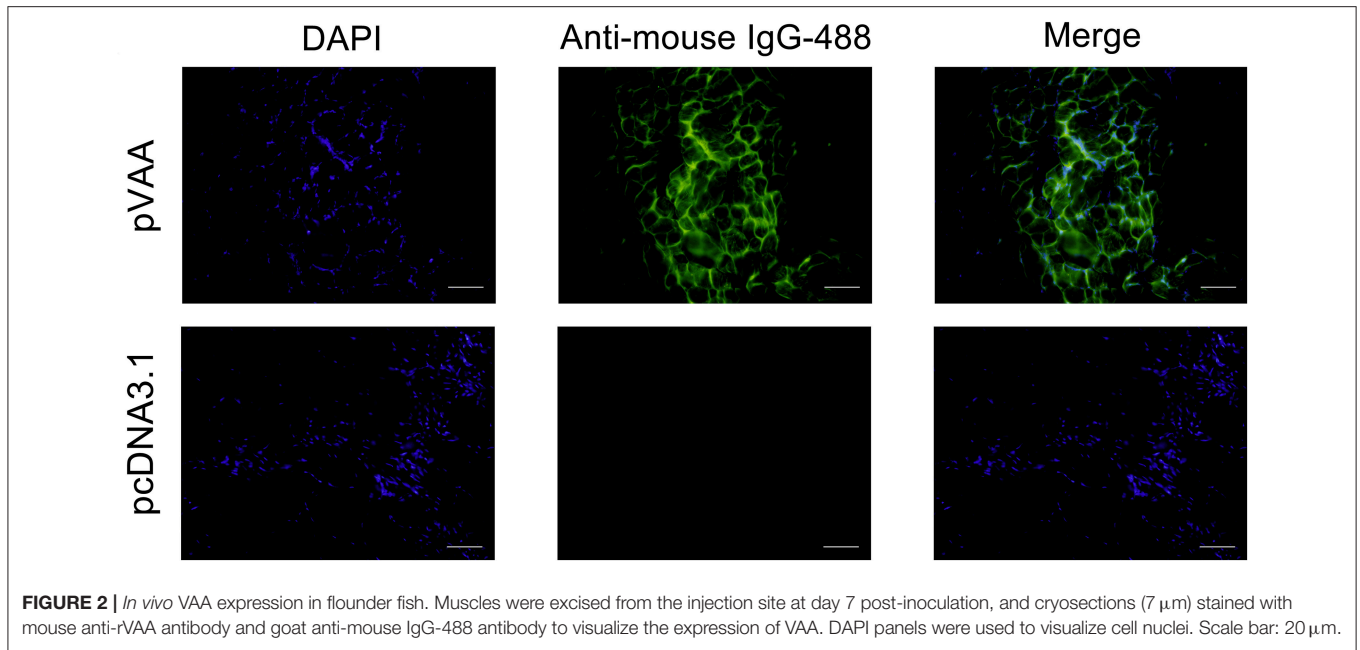 DAPI
Anti-mouse IgG-488
Merge
pVAA
pcDNA3.1
FIGURE 2 | In vivo VAA expression in flounder fish. Muscles were excised from the injection site at day 7 post-inoculation, and cryosections (7 μm) stained with
mouse anti-rVAA antibody and goat anti-mouse IgG-488 antibody to visualize the expression of VAA. DAPI panels were used to visualize cell nuclei. Scale bar: 20 μm.